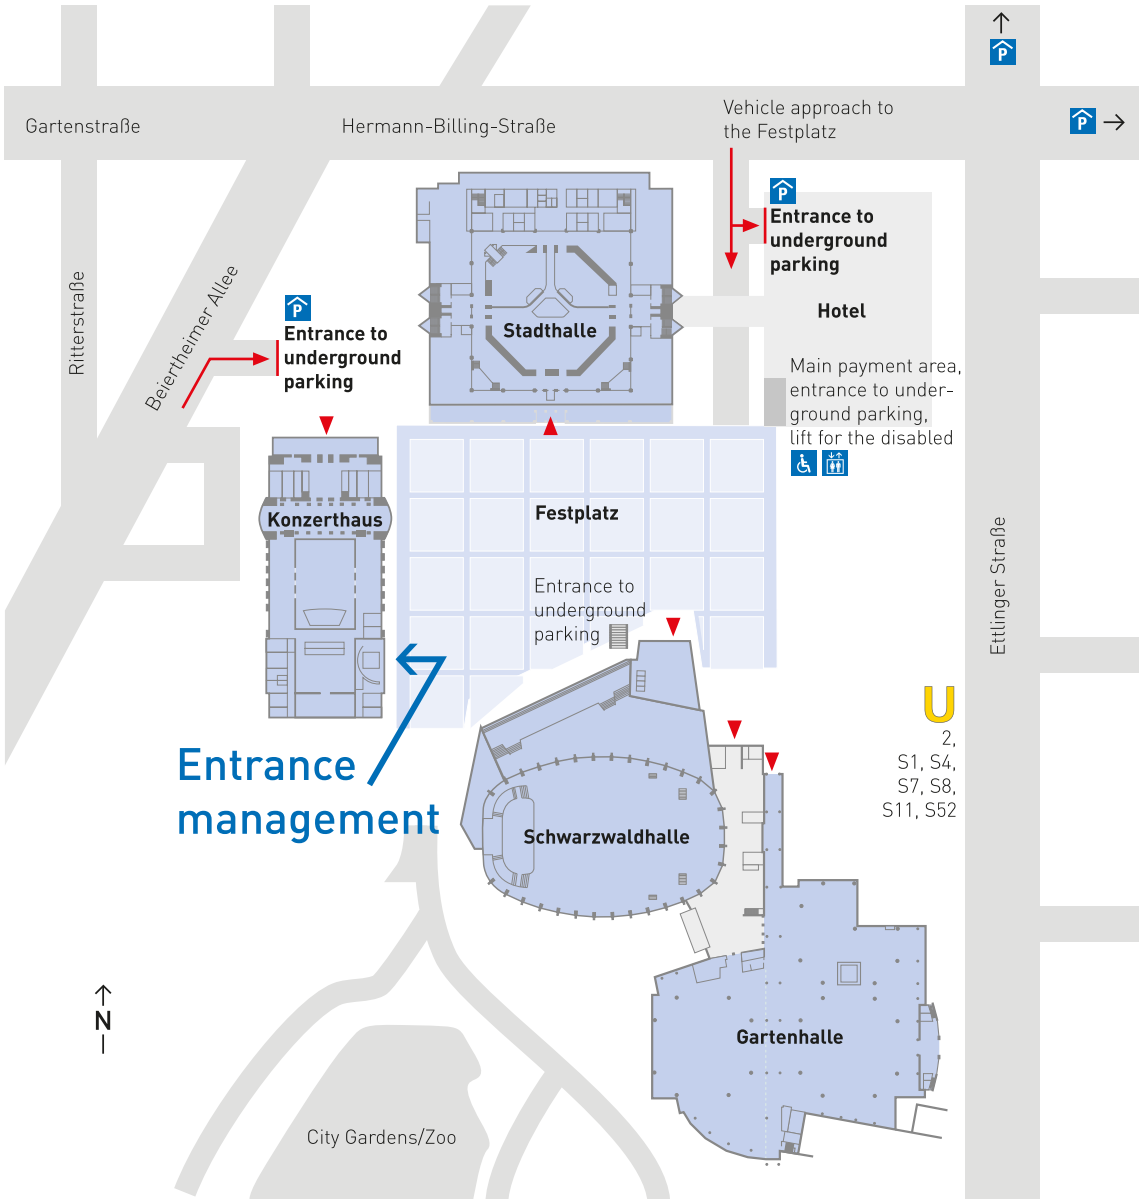 P
Gartenstraße
Hermann-Billing-Straße
Vehicle approach to
the Festplatz
P
P
Entrance to
underground
parking
Ritterstraße
Beiertheimer Allee
P
Entrance to
underground
parking
Stadthalle
Hotel
Main payment area,
entrance to under-
ground parking,
lift for the disabled
Konzerthaus
Festplatz
Entrance to
underground
parking
Ettlinger Straße
U
2,
S1, S4,
S7, S8,
S11, S52
Entrance
management
Schwarzwaldhalle
N
Gartenhalle
City Gardens/Zoo